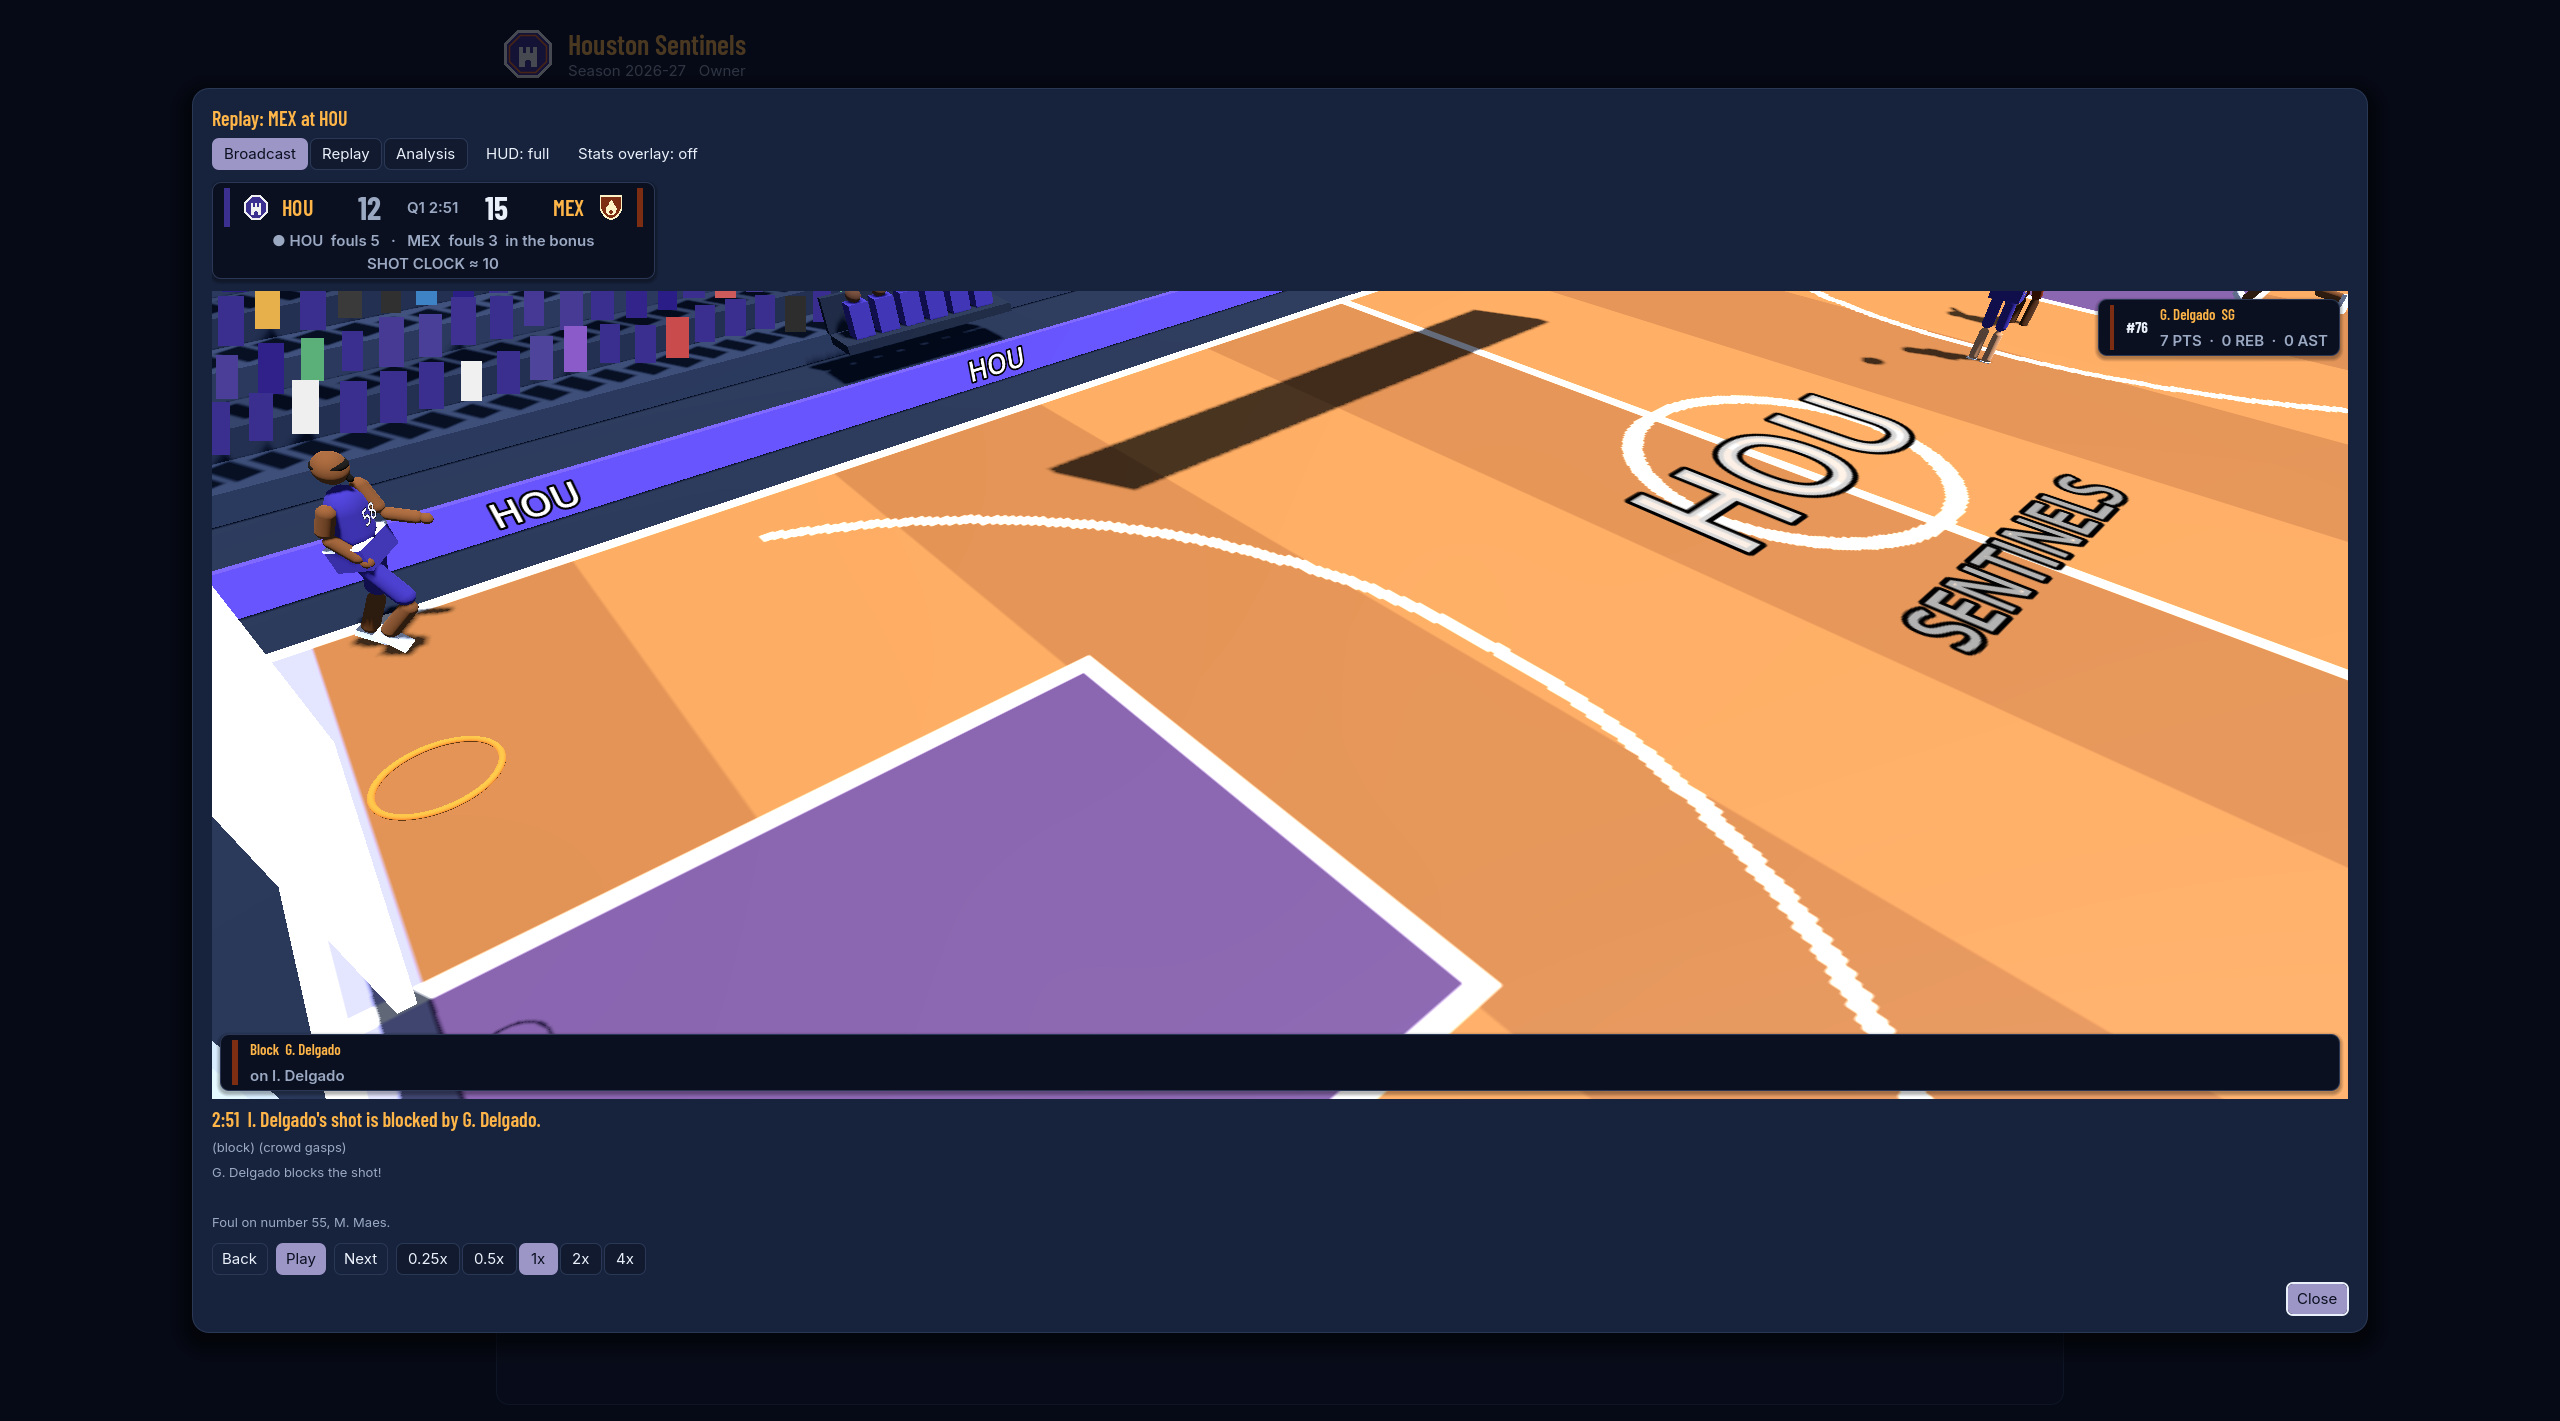 Houston Sentinels
Season 2026-27 Owner
Replay: MEX at HOU
Broadcast Replay Analysis HUD: full Stats overlay: off
HOU 12 Q1 2:51 15 MEX
HOU fouls 5 · MEX fouls 3 in the bonus
SHOT CLOCK ≈ 10
#76 G. Delgado SG
7 PTS · 0 REB · 0 AST
HOU
HOU
58
HOU
SENTINELS
Block G. Delgado
on I. Delgado
2:51 I. Delgado's shot is blocked by G. Delgado.
(block) (crowd gasps)
G. Delgado blocks the shot!
Foul on number 55, M. Maes.
Back Play Next 0.25x 0.5x 1x 2x 4x
Close